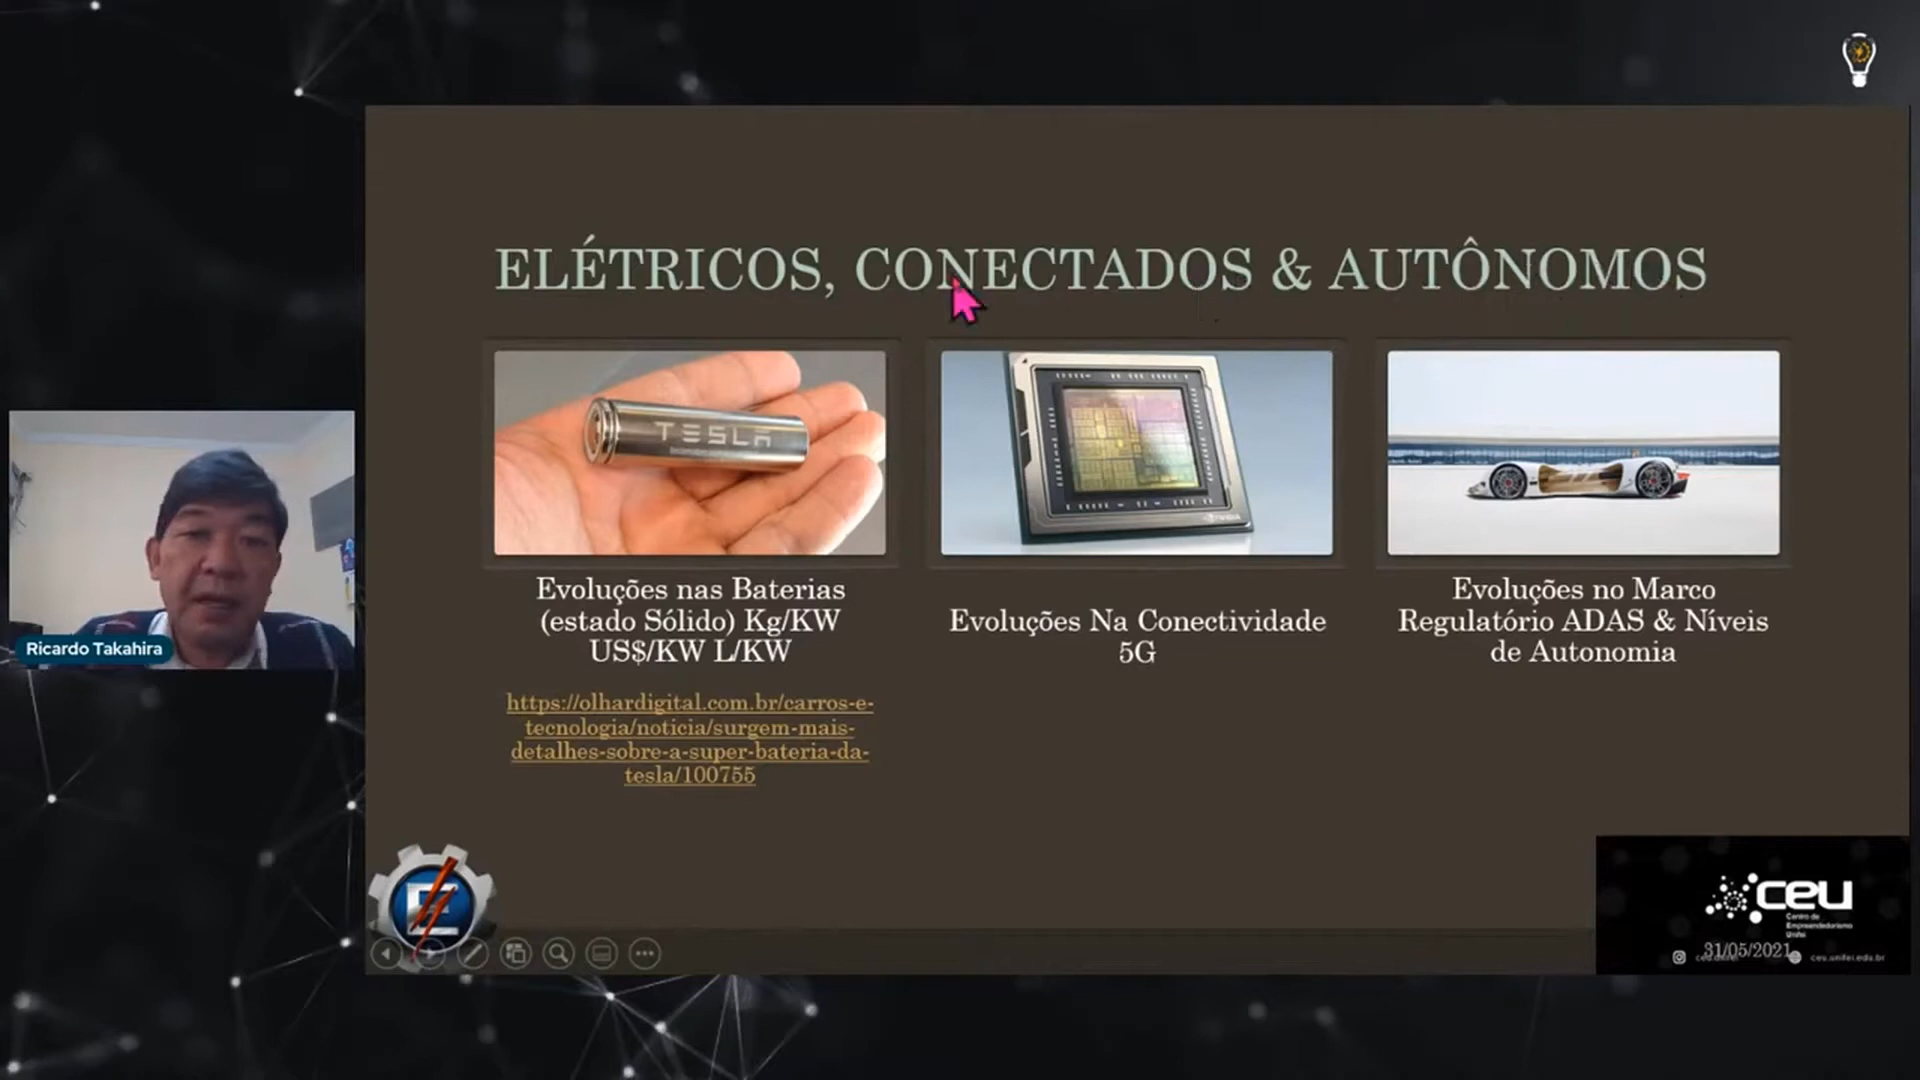 ELÉTRICOS, CONECTADOS & AUTÔNOMOS
TESLA
NVIDIA
Evoluções nas Baterias
(estado Sólido) Kg/KW
US$/KW L/KW
https://olhardigital.com.br/carros-e-
tecnologia/noticia/surgem-mais-
detalhes-sobre-a-super-bateria-da-
tesla/100755
Evoluções Na Conectividade
5G
Evoluções no Marco
Regulatório ADAS & Níveis
de Autonomia
Ricardo Takahira
E
ceu
Centro de
Empreendedorismo
Unifei
31/05/2021
ceu.unifei.edu.br